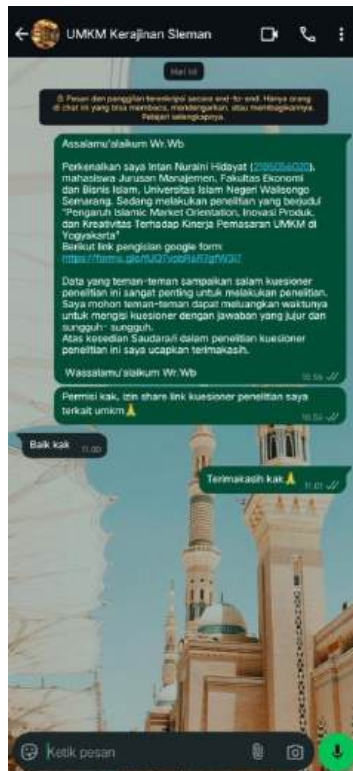 UMKM Kerajinan Sleman
Hari Ini
Pesan dan panggilan terenkripsi secara end-to-end. Hanya orang
di chat ini yang bisa membaca, mendengarkan, atau membagikannya.
Pelajari selengkapnya.
Assalamu'alaikum Wr.Wb
Perkenalkan saya Intan Nuraini Hidayat (2105056020),
mahasiswa Jurusan Manajemen, Fakultas Ekonomi
dan Bisnis Islam, Universitas Islam Negeri Walisongo
Semarang. Sedang melakukan penelitian yang berjudul
"Pengaruh Islamic Market Orientation, Inovasi Produk,
dan Kreativitas Terhadap Kinerja Pemasaran UMKM di
Yogyakarta"
Berikut link pengisian google form:
Data yang teman-teman sampaikan salam kuesioner
penelitian ini sangat penting untuk melakukan penelitian.
Saya mohon teman-teman dapat meluangkan waktunya
untuk mengisi kuesioner dengan jawaban yang jujur dan
sungguh- sungguh.
Atas kesedian Saudara/i dalam penelitian kuesioner
penelitian ini saya ucapkan terimakasih.
Wassalamu'alaikum Wr.Wb
10.56
Permisi kak, izin share link kuesioner penelitian saya
terkait umkm🙏
10.56
Baik kak
11.00
Terimakasih kak🙏
11.01
Ketik pesan